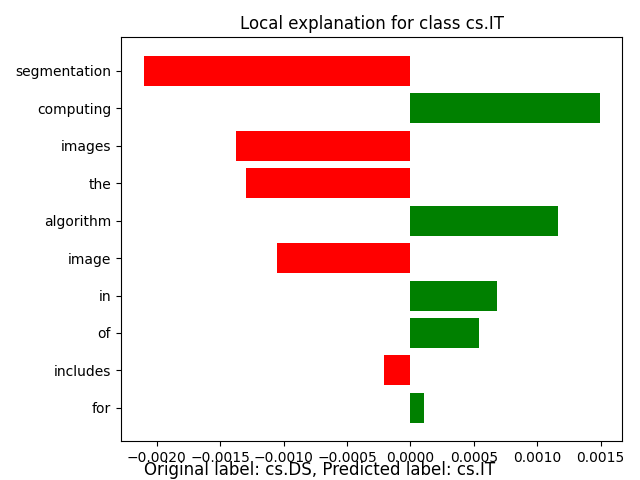 Local explanation for class cs.IT
segmentation
computing
images
the
algorithm
image
in
of
includes
for
−0.0020 −0.0015 −0.0010 −0.0005 0.0000 0.0005 0.0010 0.0015
Original label: cs.DS, Predicted label: cs.IT